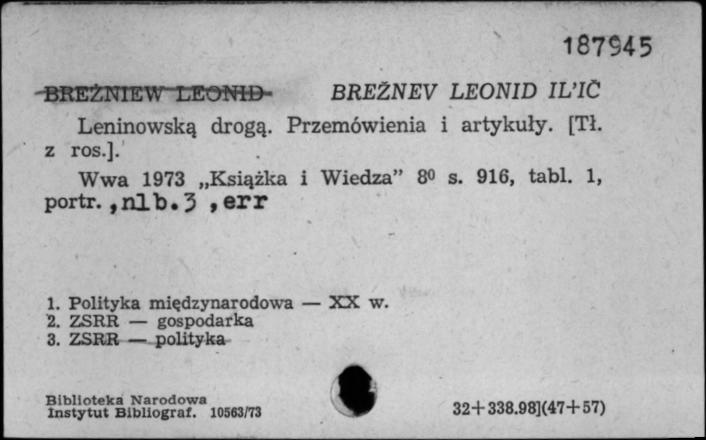 187945
BREŻNIEW LEONID BREŽNEV LEONID IL'IČ
Leninowską drogą. Przemówienia i artykuły. [Tł.
z ros.].
Wwa 1973 „Książka i Wiedza” 8⁰ s. 916, tabl. 1,
portr. , nlb. 3 , err
1. Polityka międzynarodowa — XX w.
2. ZSRR — gospodarka
3. ZSRR — polityka
Biblioteka Narodowa
Instytut Bibliograf. 10563/73
32+338.98](47+57)